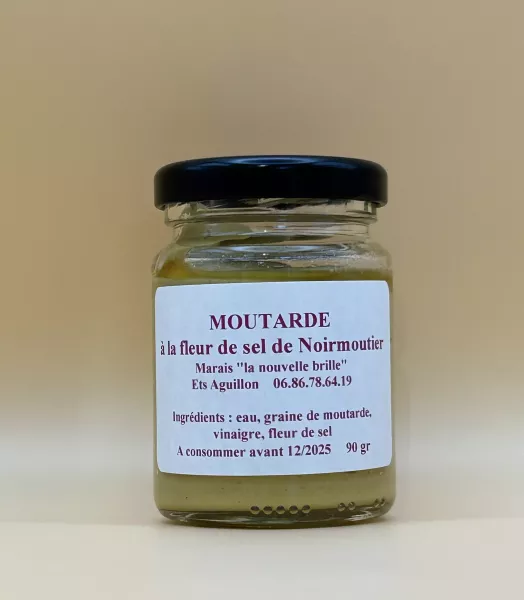 MOUTARDE
à la fleur de sel de Noirmoutier
Marais "la nouvelle brille"
Ets Aguillon 06.86.78.64.19
Ingrédients : eau, graine de moutarde,
vinaigre, fleur de sel
A consommer avant 12/2025 90 gr